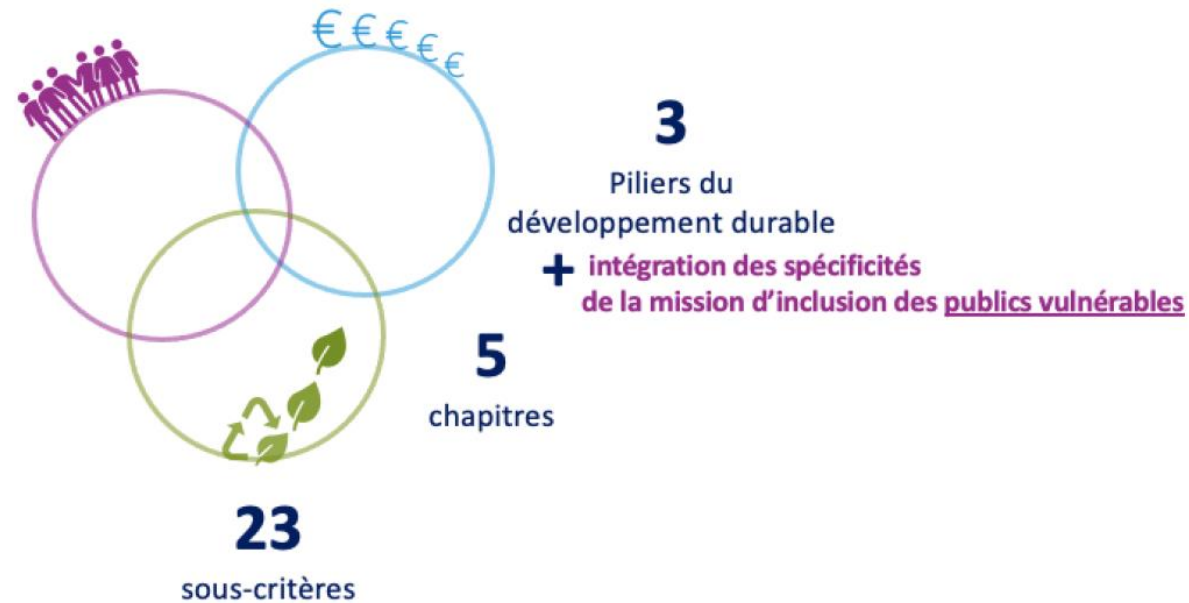 € € € € €
3
Piliers du
développement durable
+ intégration des spécificités
de la mission d'inclusion des publics vulnérables
5
chapitres
23
sous-critères